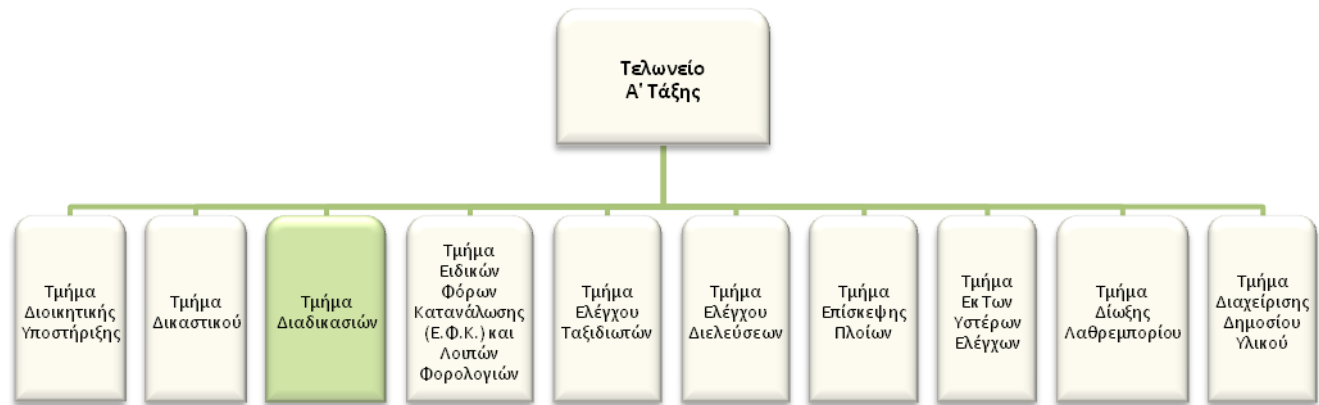 Τελωνείο
Α' Τάξης
Τμήμα
Διοικητικής
Υποστήριξης
Τμήμα
Δικαστικού
Τμήμα
Διαδικασιών
Τμήμα
Ειδικών
Φόρων
Κατανάλωσης
(Ε.Φ.Κ.) και
Λοιπών
Φορολογιών
Τμήμα
Ελέγχου
Ταξιδιωτών
Τμήμα
Ελέγχου
Διελεύσεων
Τμήμα
Επίσκεψης
Πλοίων
Τμήμα
Εκ Των
Υστέρων
Ελέγχων
Τμήμα
Δίωξης
Λαθρεμπορίου
Τμήμα
Διαχείρισης
Δημοσίου
Υλικού